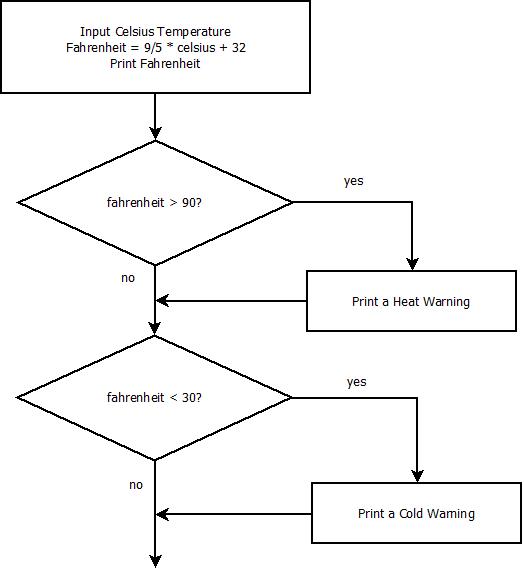 Input Celsius Temperature
Fahrenheit = 9/5 * celsius + 32
Print Fahrenheit
fahrenheit > 90?
yes
no
Print a Heat Warning
fahrenheit < 30?
yes
no
Print a Cold Warning